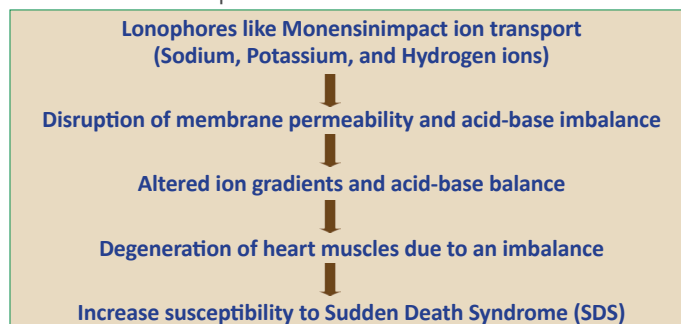 Lonophores like Monensinimpact ion transport
(Sodium, Potassium, and Hydrogen ions)
Disruption of membrane permeability and acid-base imbalance
Altered ion gradients and acid-base balance
Degeneration of heart muscles due to an imbalance
Increase susceptibility to Sudden Death Syndrome (SDS)